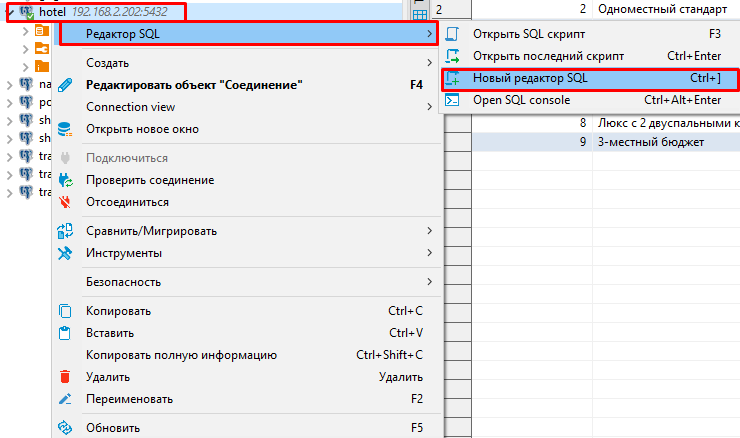 hotel 192.168.2.202:5432
2
2 Одноместный стандарт
Редактор SQL
Открыть SQL скрипт F3
Создать
Открыть последний скрипт Ctrl+Enter
na
Редактировать объект "Соединение" F4
Новый редактор SQL Ctrl+]
po
Connection view
Open SQL console Ctrl+Alt+Enter
sh
Открыть новое окно
8 Люкс с 2 двуспальными к
sh
9 3-местный бюджет
tra
Подключиться
tra
Проверить соединение
tra
Отсоединиться
Сравнить/Мигрировать
Инструменты
Безопасность
Копировать Ctrl+C
Вставить Ctrl+V
Копировать полную информацию Ctrl+Shift+C
Удалить Удалить
Переименовать F2
Обновить F5